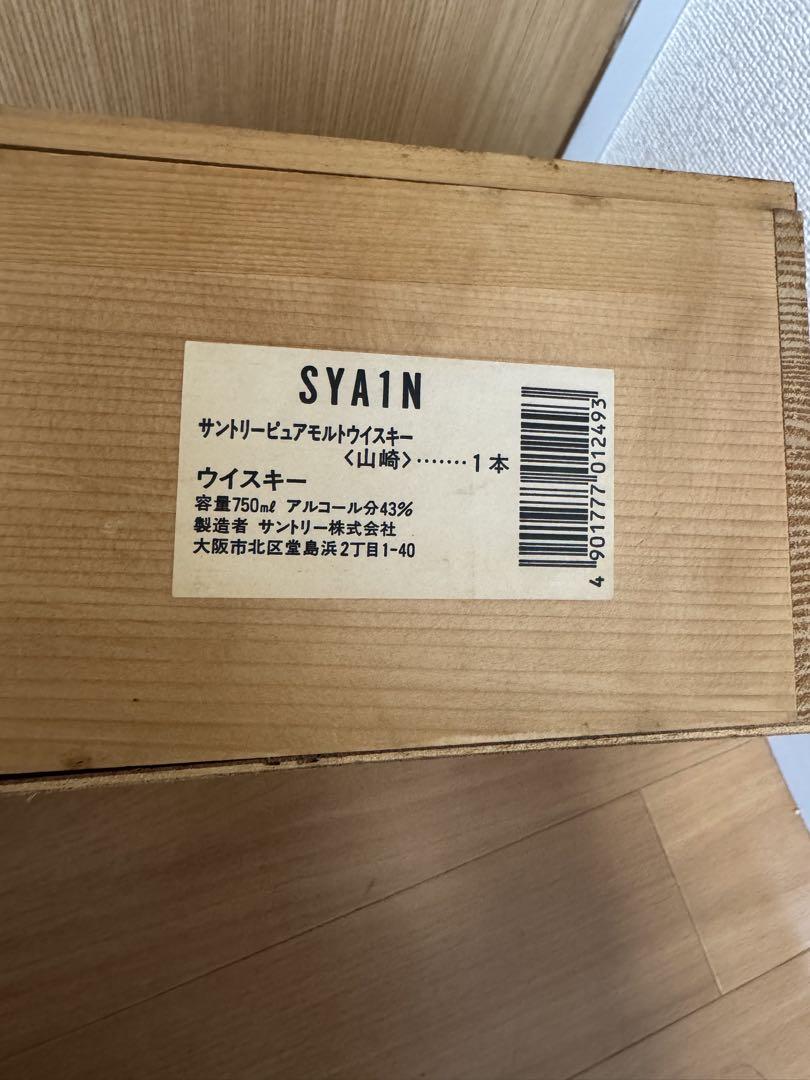 SYA1N
サントリーピュアモルトウイスキー
〈山崎〉‥‥‥‥1本
ウイスキー
容量750mℓ アルコール分43%
製造者 サントリー株式会社
大阪市北区堂島浜2丁目1-40
4 901777 012493